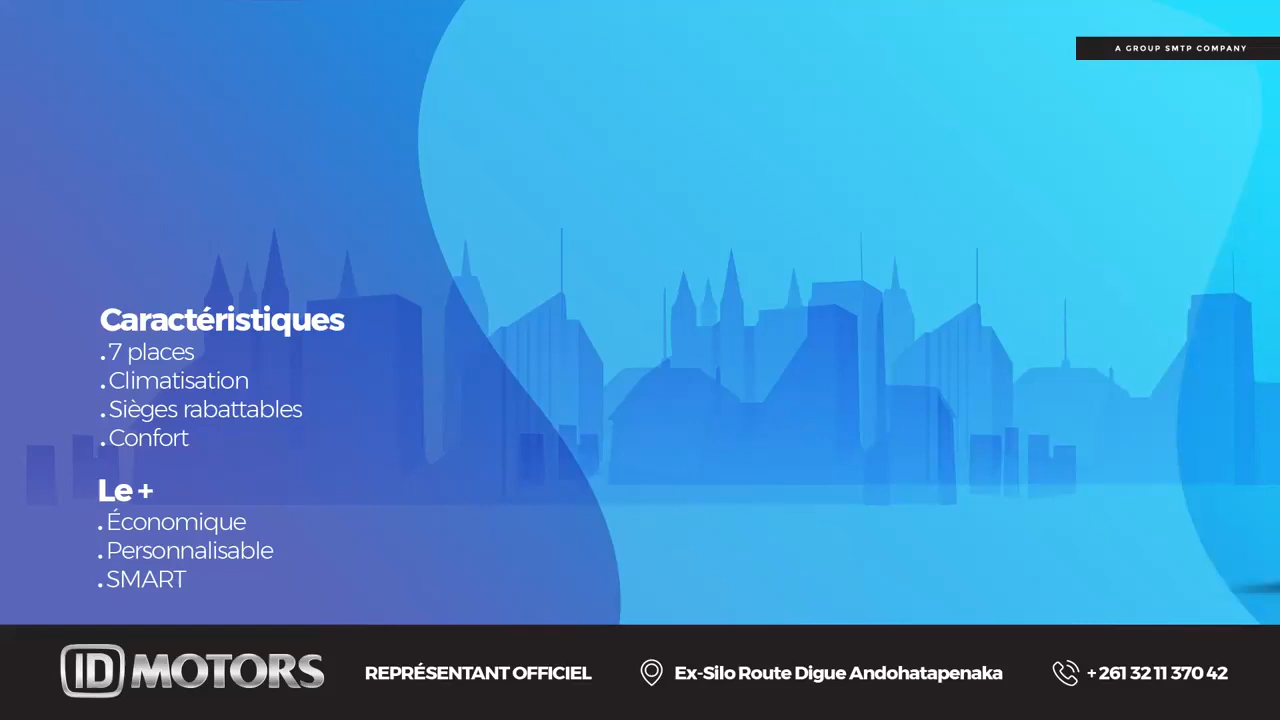 A GROUP SMTP COMPANY
Caractéristiques
. 7 places
. Climatisation
. Sièges rabattables
. Confort
Le +
. Économique
. Personnalisable
. SMART
ID MOTORS
REPRÉSENTANT OFFICIEL
Ex-Silo Route Digue Andohatapenaka
+ 261 32 11 370 42